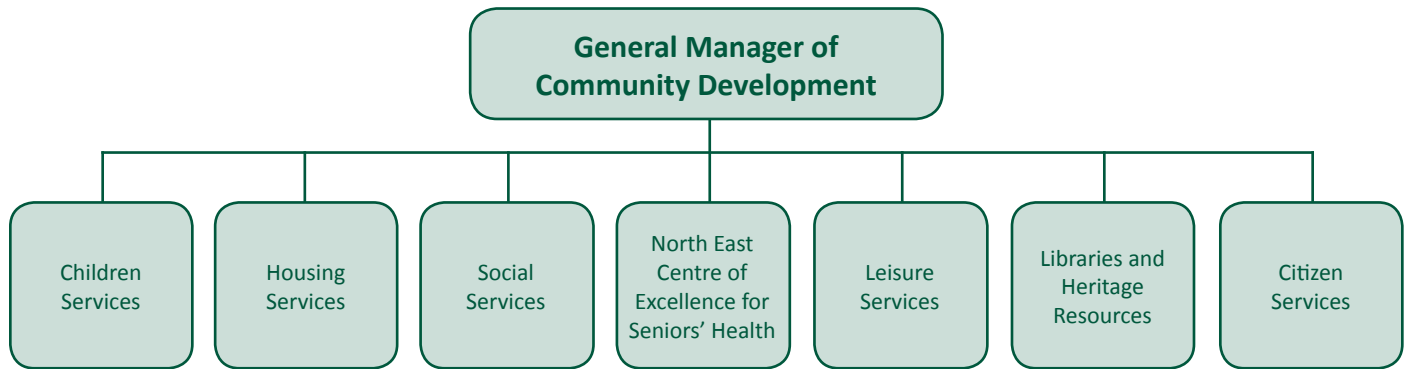 General Manager of
Community Development
Children
Services
Housing
Services
Social
Services
North East
Centre of
Excellence for
Seniors’ Health
Leisure
Services
Libraries and
Heritage
Resources
Citizen
Services